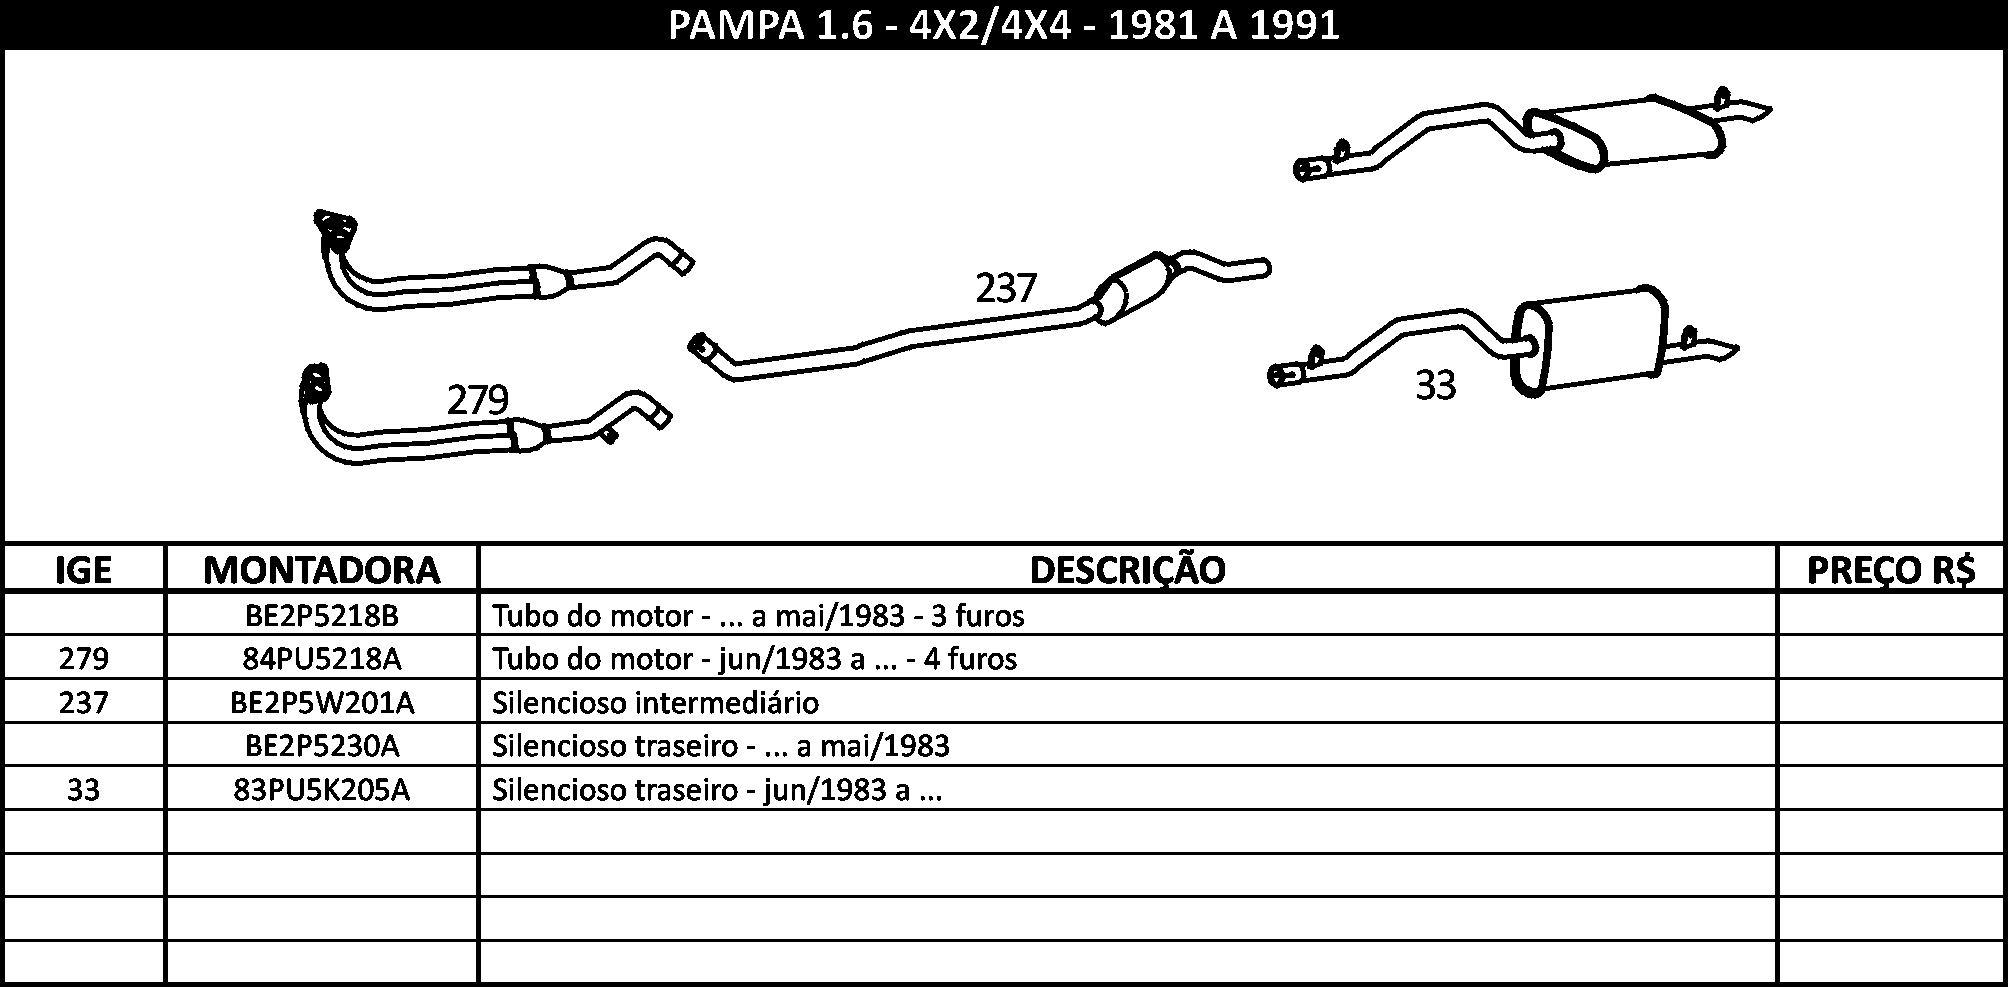 PAMPA 1.6 - 4X2/4X4 - 1981 A 1991
237
279
33
IGE MONTADORA DESCRIÇÃO PREÇO R$
BE2P5218B Tubo do motor - ... a mai/1983 - 3 furos
279 84PU5218A Tubo do motor - jun/1983 a ... - 4 furos
237 BE2P5W201A Silencioso intermediário
BE2P5230A Silencioso traseiro - ... a mai/1983
33 83PU5K205A Silencioso traseiro - jun/1983 a ...